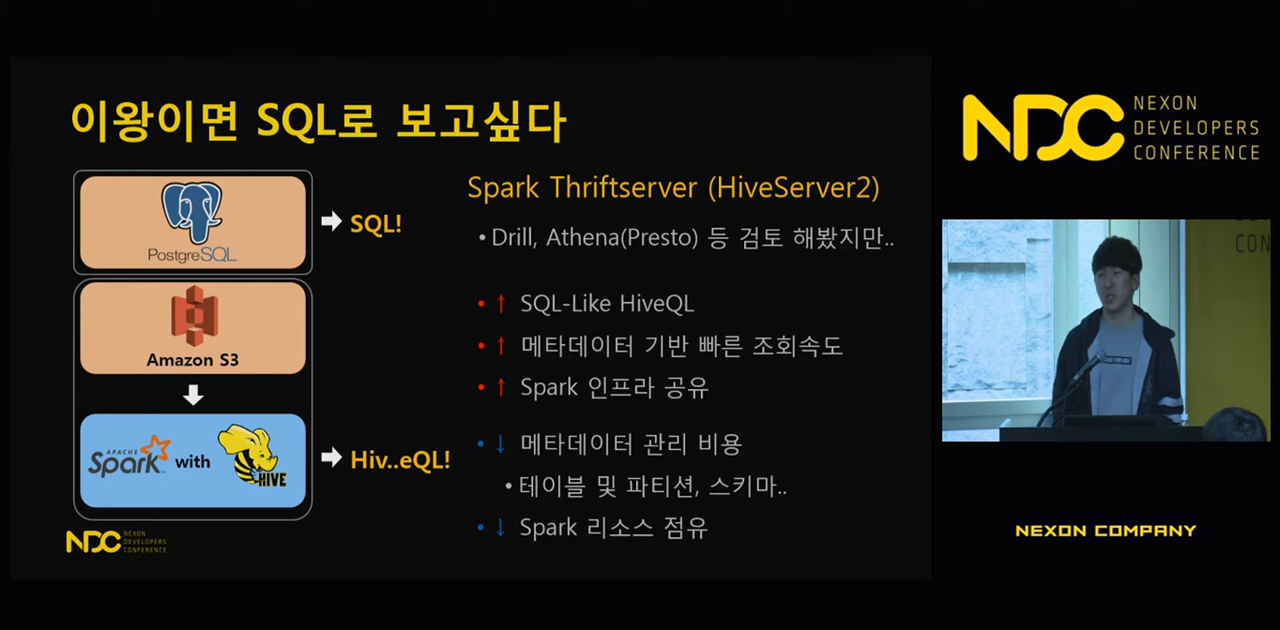 이왕이면 SQL로 보고싶다
PostgreSQL
SQL!
Amazon S3
APACHE
Spark
with
HIVE
Hiv..eQL!
Spark Thriftserver (HiveServer2)
•Drill, Athena(Presto) 등 검토 해봤지만..
• ↑ SQL-Like HiveQL
• ↑ 메타데이터 기반 빠른 조회속도
• ↑ Spark 인프라 공유
• ↓ 메타데이터 관리 비용
•테이블 및 파티션, 스키마..
• ↓ Spark 리소스 점유
NDC
NEXON
DEVELOPERS
CONFERENCE
NDC
NEXON
DEVELOPERS
CONFERENCE
CON
NEXON COMPANY